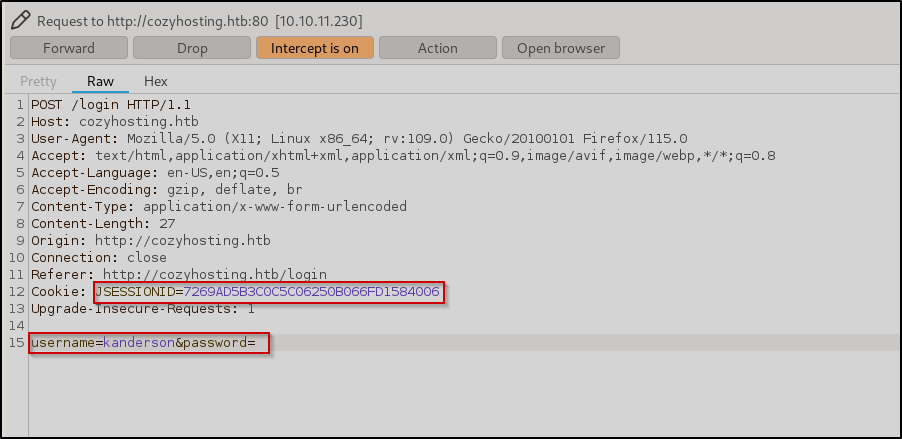 Request to http://cozyhosting.htb:80 [10.10.11.230]
Forward Drop Intercept is on Action Open browser
Pretty Raw Hex
1 POST /login HTTP/1.1
2 Host: cozyhosting.htb
3 User-Agent: Mozilla/5.0 (X11; Linux x86_64; rv:109.0) Gecko/20100101 Firefox/115.0
4 Accept: text/html,application/xhtml+xml,application/xml;q=0.9,image/avif,image/webp,*/*;q=0.8
5 Accept-Language: en-US,en;q=0.5
6 Accept-Encoding: gzip, deflate, br
7 Content-Type: application/x-www-form-urlencoded
8 Content-Length: 27
9 Origin: http://cozyhosting.htb
10 Connection: close
11 Referer: http://cozyhosting.htb/login
12 Cookie: JSESSIONID=7269AD5B3C0C5C06250B066FD1584006
13 Upgrade-Insecure-Requests: 1
14
15 username=kanderson&password=